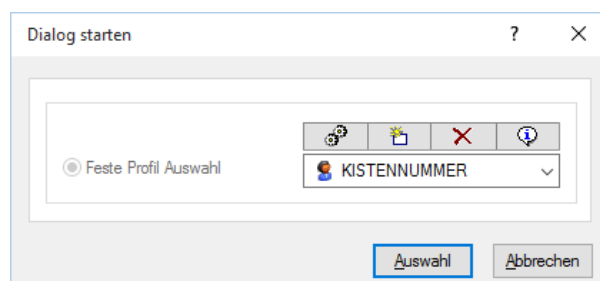 Dialog starten
Feste Profil Auswahl
KISTENNUMMER
Auswahl
Abbrechen